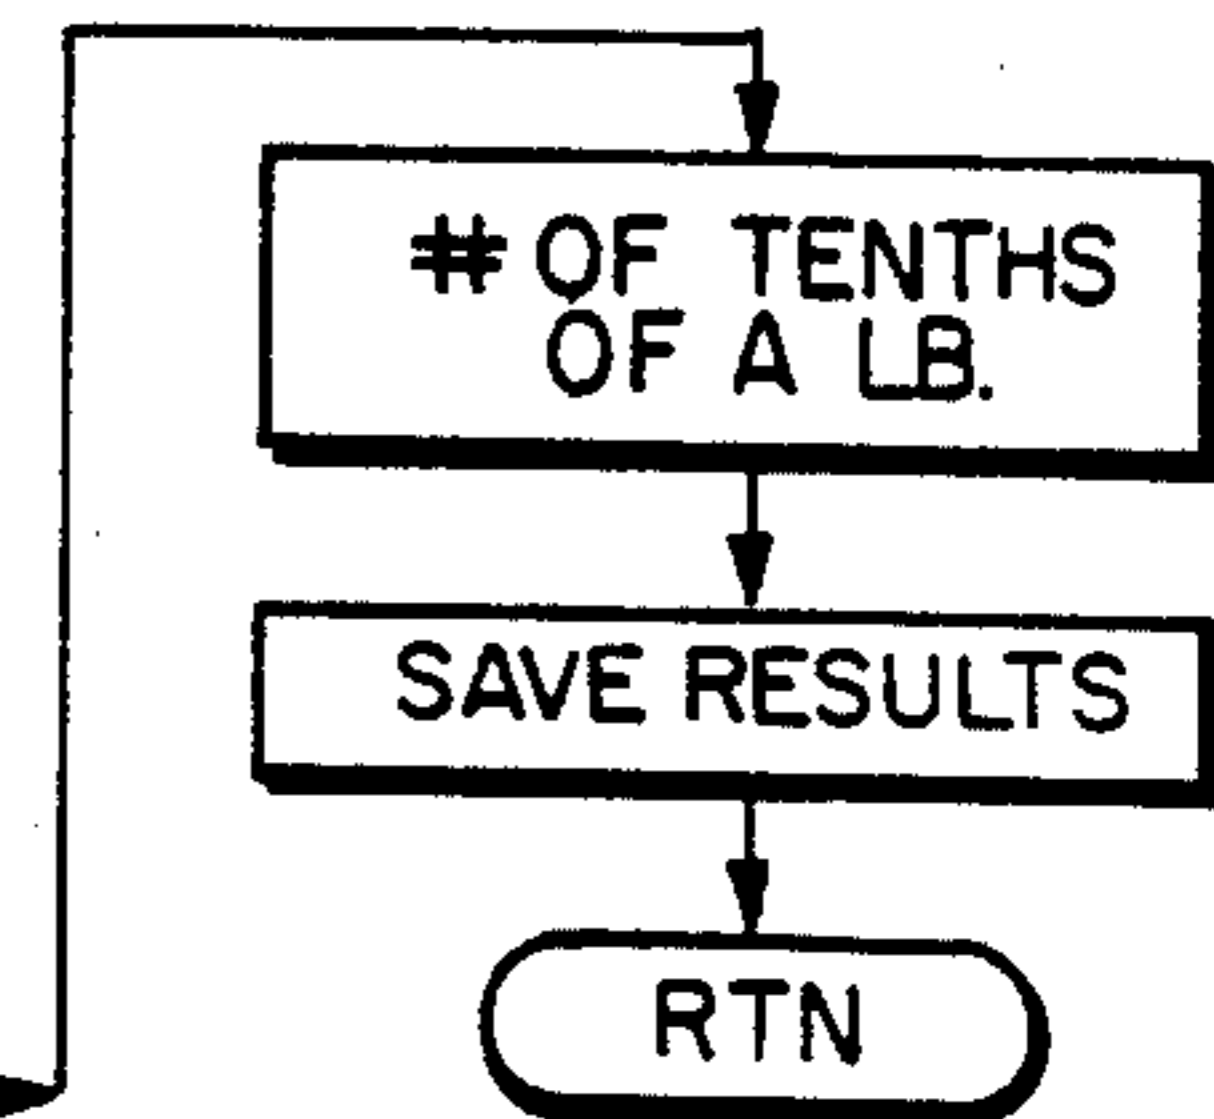 # OF TENTHS
OF A LB.
SAVE RESULTS
RTN